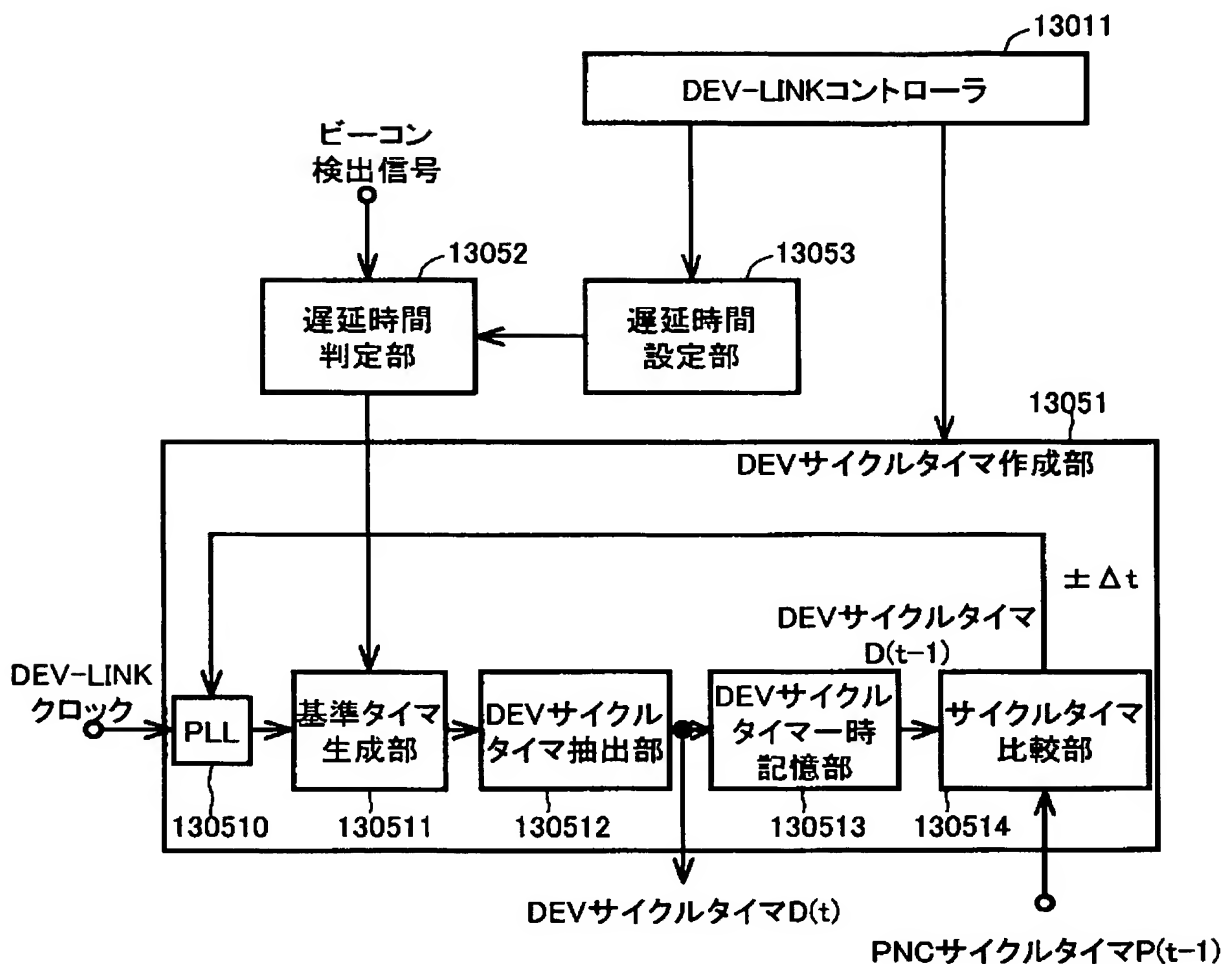 13011
DEV-LINKコントローラ
ビーコン
検出信号
13052
13053
遅延時間
判定部
遅延時間
設定部
13051
DEVサイクルタイマ作成部
±Δt
DEVサイクルタイマ
D(t-1)
DEV-LINK
クロック
PLL
基準タイマ
生成部
DEVサイクル
タイマ抽出部
DEVサイクル
タイマ一時
記憶部
サイクルタイマ
比較部
130510
130511
130512
130513
130514
DEVサイクルタイマD(t)
PNCサイクルタイマP(t-1)